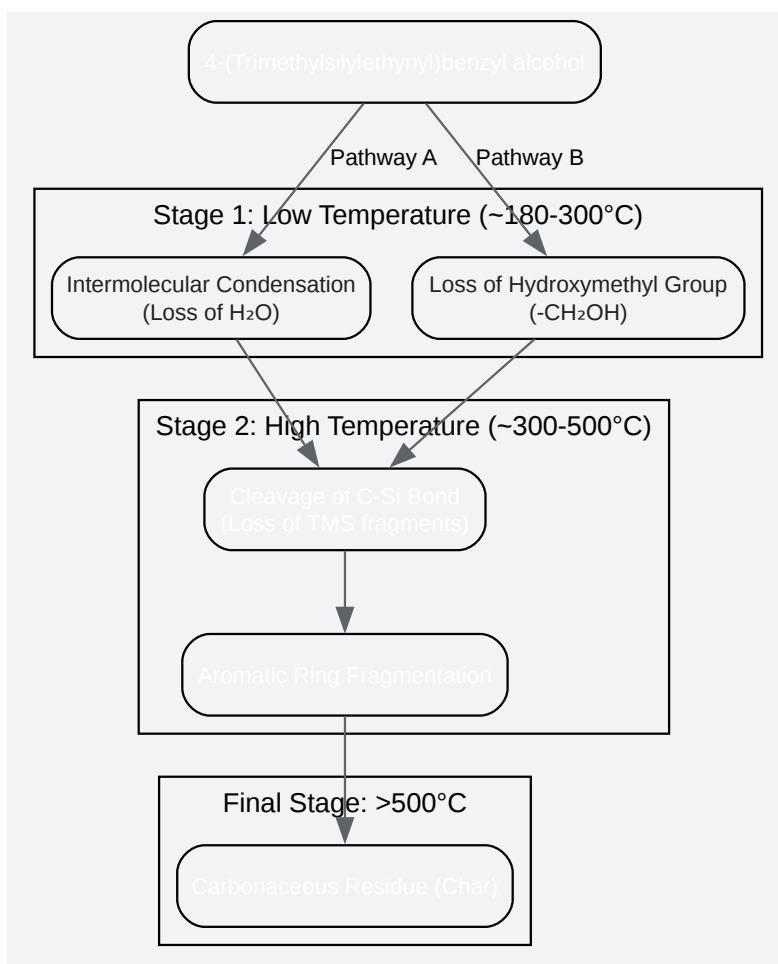 4-(Trimethylsilylethynyl)benzyl alcohol
Pathway A
Pathway B
Stage 1: Low Temperature (~180-300°C)
Intermolecular Condensation
(Loss of H₂O)
Loss of Hydroxymethyl Group
(-CH₂OH)
Stage 2: High Temperature (~300-500°C)
Cleavage of C-Si Bond
(Loss of TMS fragments)
Aromatic Ring Fragmentation
Final Stage: >500°C
Carbonaceous Residue (Char)